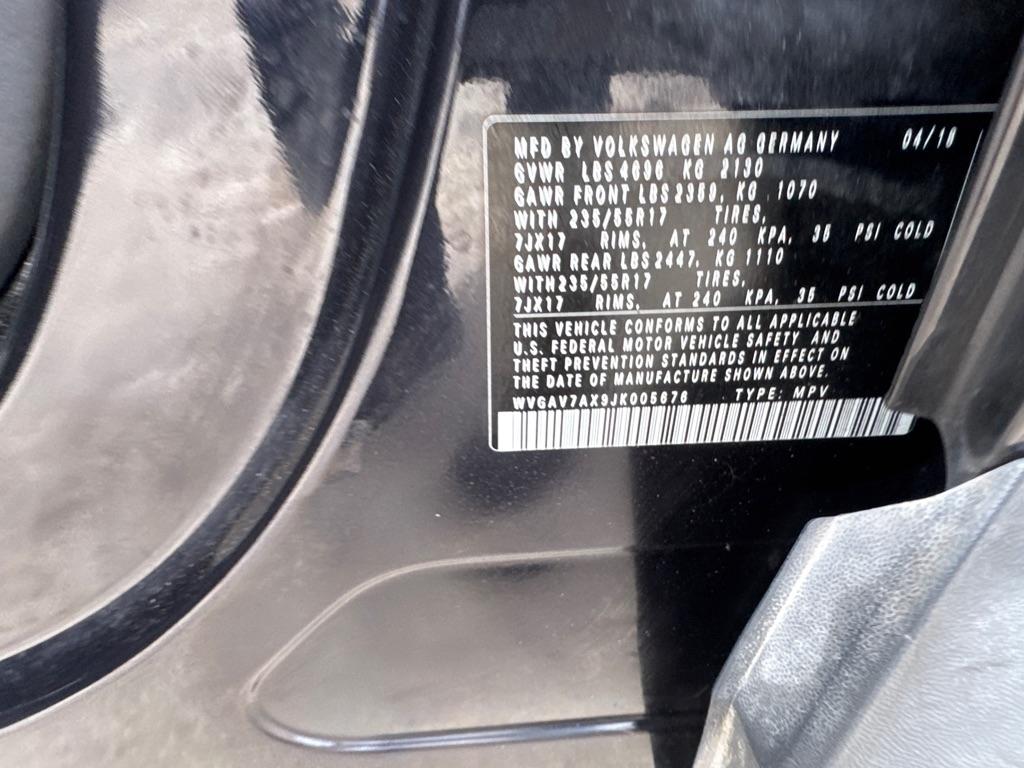 MFD BY VOLKSWAGEN AG GERMANY 04/18
GVWR LBS 4696 KG 2130
GAWR FRONT LBS 2359, KG 1070
WITH 235/55R17 TIRES,
7JX17 RIMS, AT 240 KPA, 35 PSI COLD
GAWR REAR LBS 2447, KG 1110
WITH 235/55R17 TIRES,
7JX17 RIMS, AT 240 KPA, 35 PSI COLD
THIS VEHICLE CONFORMS TO ALL APPLICABLE
U.S. FEDERAL MOTOR VEHICLE SAFETY AND
THEFT PREVENTION STANDARDS IN EFFECT ON
THE DATE OF MANUFACTURE SHOWN ABOVE.
WVGAV7AX9JK005676 TYPE: MPV